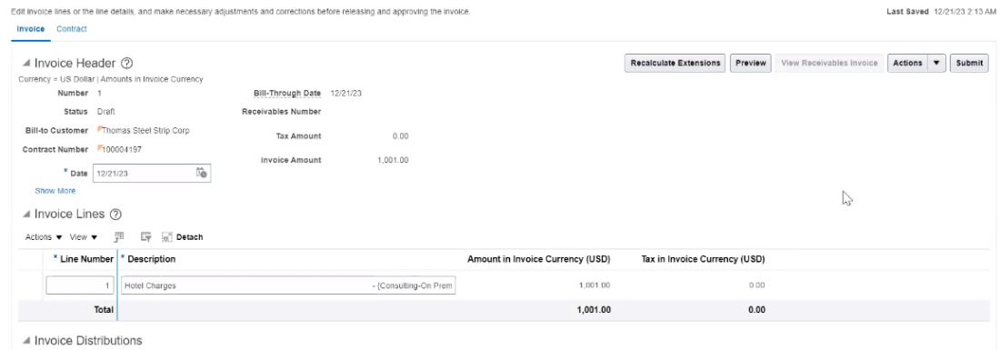 Edit invoice lines or the line details, and make necessary adjustments and corrections before releasing and approving the invoice. Last Saved 12/21/23 2:13 AM
Invoice Contract
Invoice Header
Recalculate Extensions Preview View Receivables Invoice Actions Submit
Currency = US Dollar | Amounts in Invoice Currency
Number 1 Bill-Through Date 12/21/23
Status Draft Receivables Number
Bill-to Customer Thomas Steel Strip Corp
Tax Amount 0.00
Contract Number 100004197
Invoice Amount 1,001.00
* Date 12/21/23
Show More
Invoice Lines
Actions View Detach
* Line Number * Description Amount in Invoice Currency (USD) Tax in Invoice Currency (USD)
1 Hotel Charges - (Consulting-On Prem 1,001.00 0.00
Total 1,001.00 0.00
Invoice Distributions